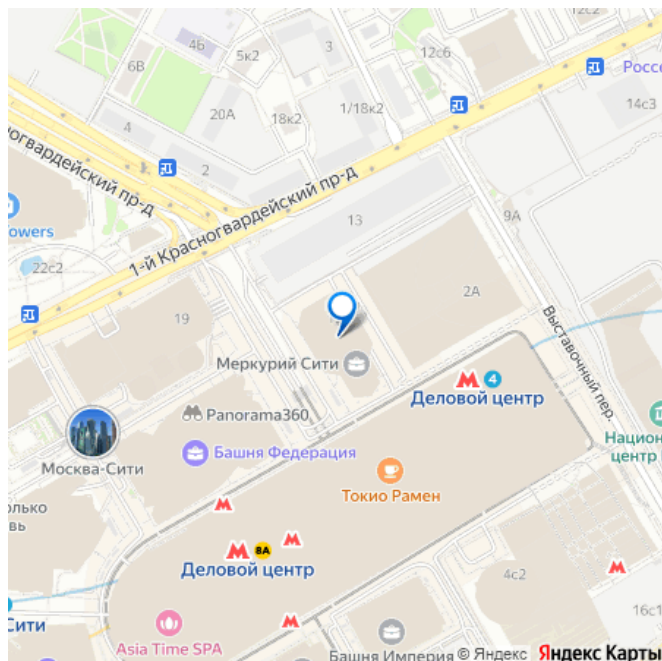 12с2
4Б
5к2
3
12с6
6В
Россе
14с3
20А
18к2
1/18к2
4
2
ногвардейский пр-д
1-й Красногвардейский пр-д
13
9А
owers
22с2
2А
19
Выставочный пер.
Меркурий Сити
4
Деловой центр
Panorama360
Национ
центр
Москва-Сити
Башня Федерация
Токио Рамен
олько
вь
8А
Деловой центр
4с2
16с1
Сити
Asia Time SPA
Башня Империя
© Яндекс
Яндекс Карты